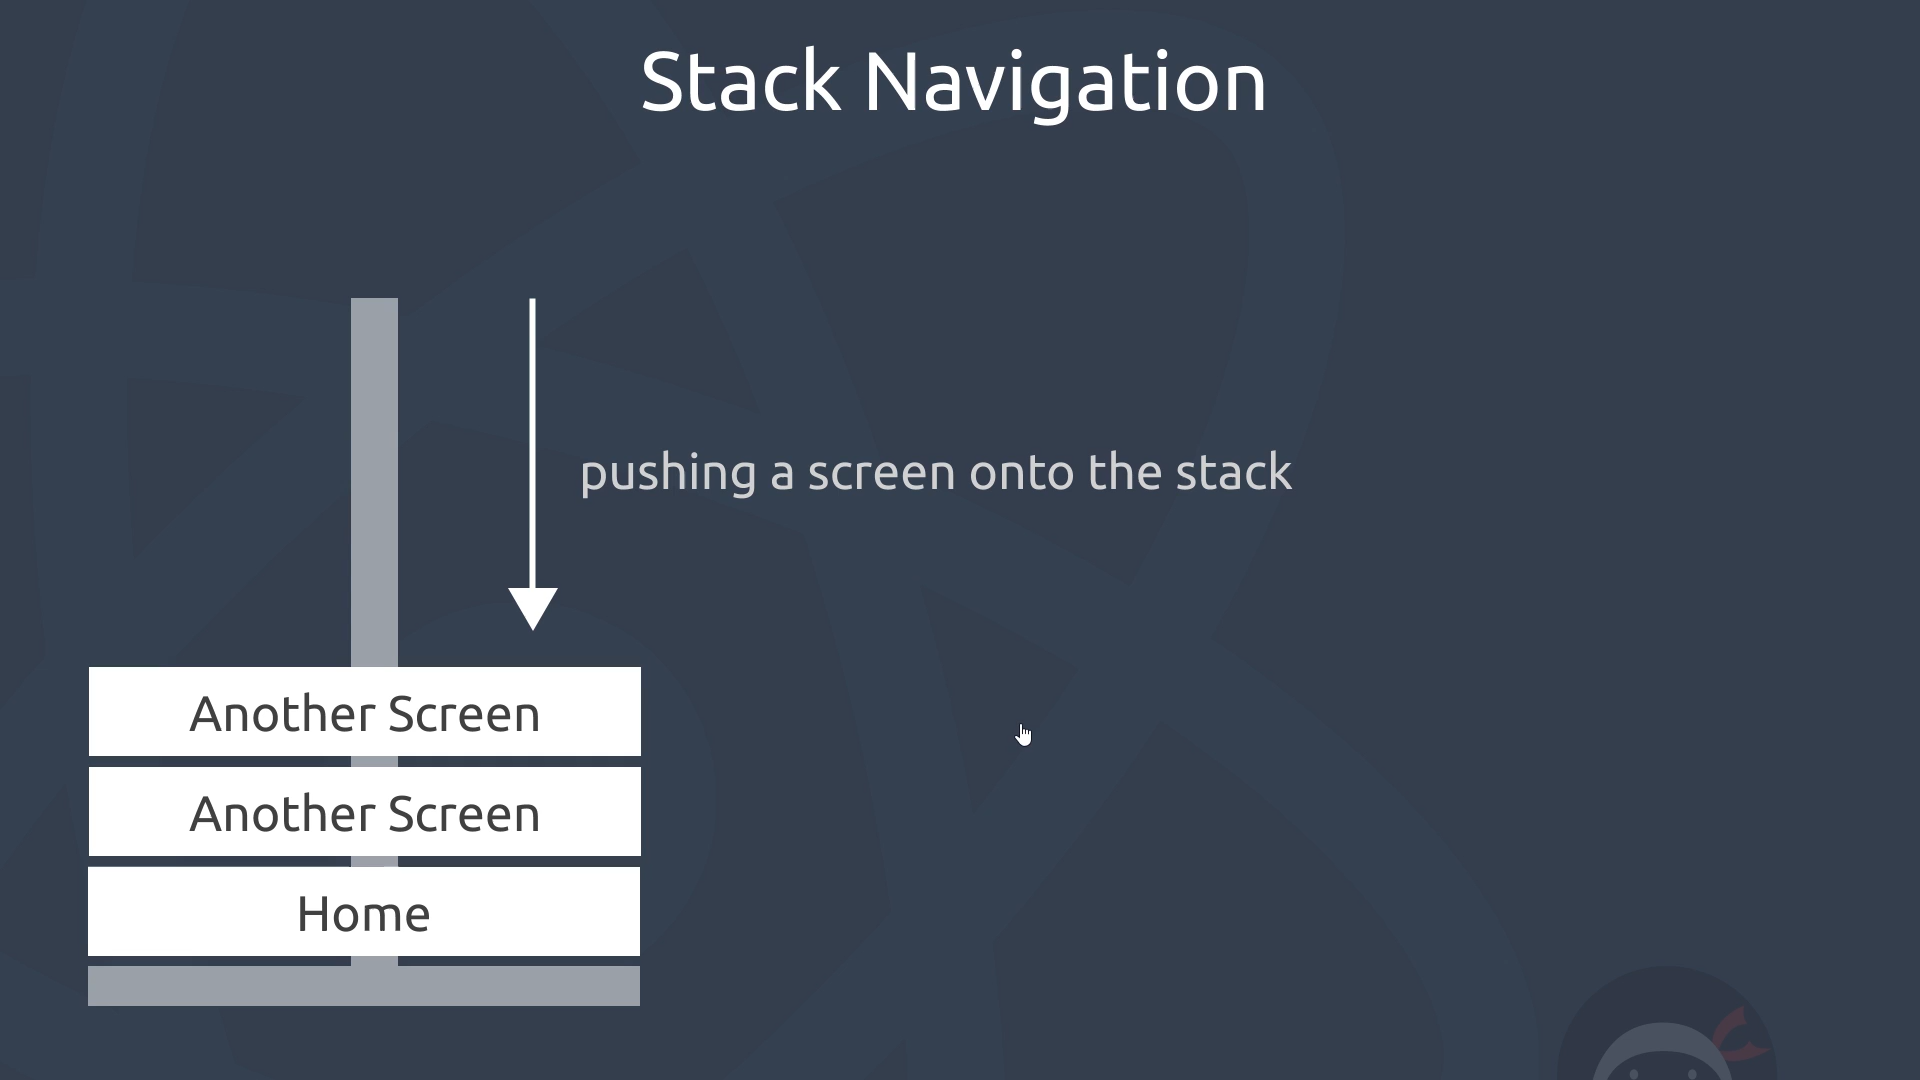 Stack Navigation
pushing a screen onto the stack
Another Screen
Another Screen
Home